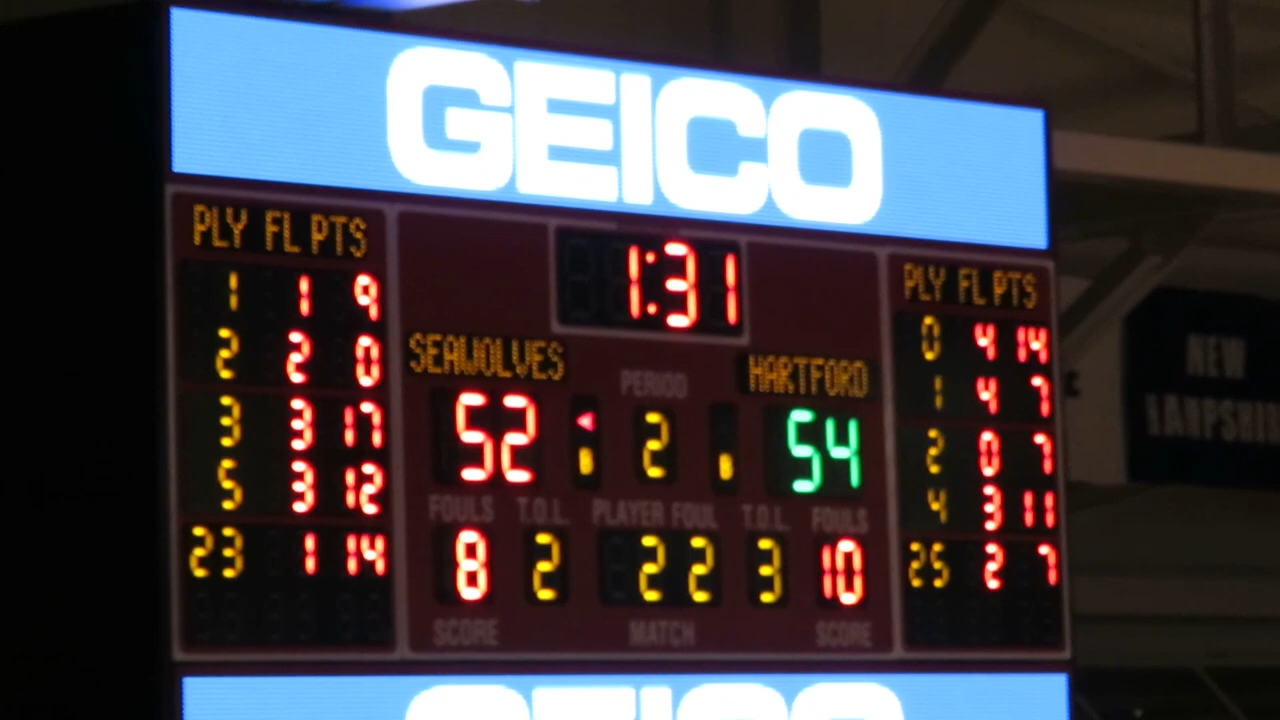 GEICO
PLY FL PTS
1 1 9
2 2 0
3 3 17
5 3 12
23 1 14
1:31
SEAWOLVES PERIOD HARTFORD
52 B 2 B 54
FOULS T.O.L. PLAYER FOUL T.O.L. FOULS
8 2 2 2 3 10
SCORE MATCH SCORE
PLY FL PTS
0 4 14
1 4 7
2 0 7
4 3 11
25 2 7
NEW
GEICO